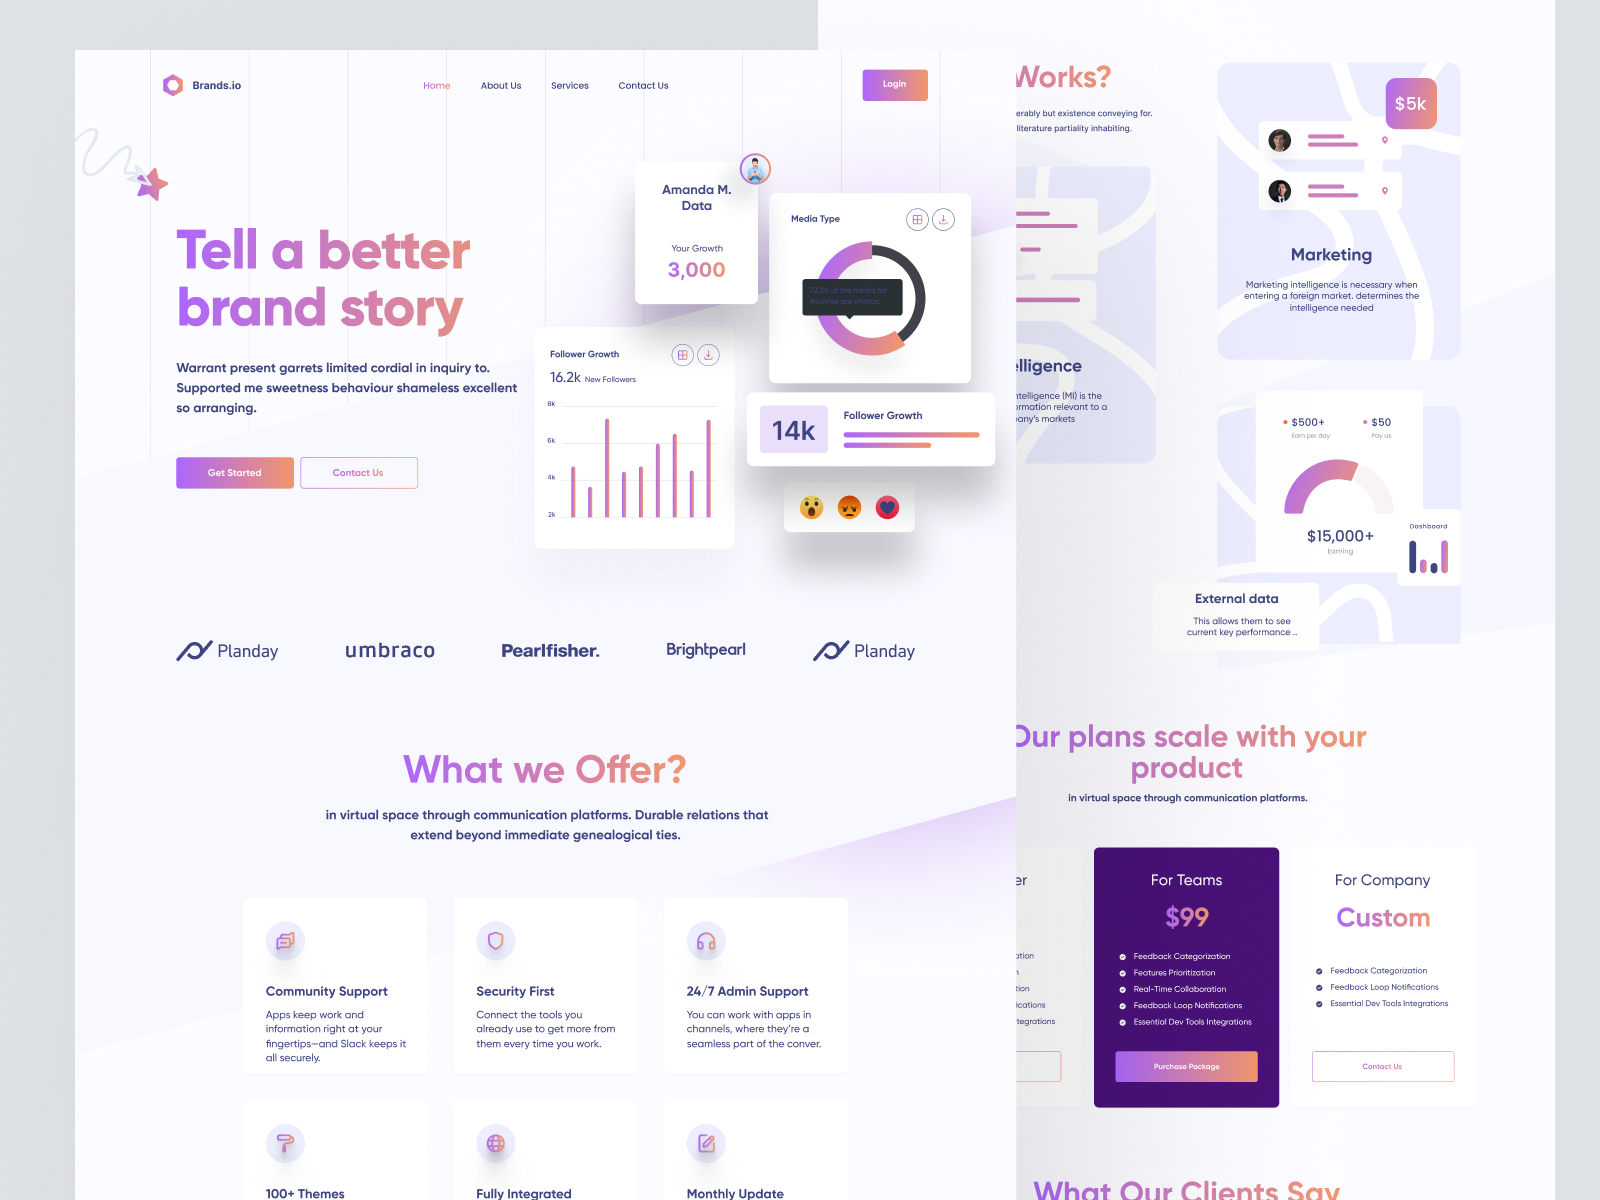 Brands.io
Home
About Us
Services
Contact Us
Login
Tell a better
brand story
Warrant present garrets limited cordial in inquiry to.
Supported me sweetness behaviour shameless excellent
so arranging.
Get Started
Contact Us
Amanda M.
Data
Your Growth
3,000
Media Type
72.3% of the media for
#sunrise are photos.
Follower Growth
16.2k New Followers
8k
6k
4k
2k
14k
Follower Growth
Planday
umbraco
Pearlfisher.
Brightpearl
Planday
What we Offer?
in virtual space through communication platforms. Durable relations that
extend beyond immediate genealogical ties.
Community Support
Apps keep work and
information right at your
fingertips—and Slack keeps it
all securely.
Security First
Connect the tools you
already use to get more from
them every time you work.
24/7 Admin Support
You can work with apps in
channels, where they're a
seamless part of the conver.
100+ Themes
Fully Integrated
Monthly Update
Works?
erably but existence conveying for.
literature partiality inhabiting.
$5k
Marketing
Marketing intelligence is necessary when
entering a foreign market. determines the
intelligence needed
elligence
ntelligence (MI) is the
ormation relevant to a
pany's markets
$500+
Earn per day
$50
Pay us
$15,000+
Earning
Dashboard
External data
This allows them to see
current key performance ..
Our plans scale with your
product
in virtual space through communication platforms.
er
ation
n
tion
ications
tegrations
For Teams
$99
Feedback Categorization
Features Prioritization
Real-Time Collaboration
Feedback Loop Notifications
Essential Dev Tools Integrations
Purchase Package
For Company
Custom
Feedback Categorization
Feedback Loop Notifications
Essential Dev Tools Integrations
Contact Us
What Our Clients Say